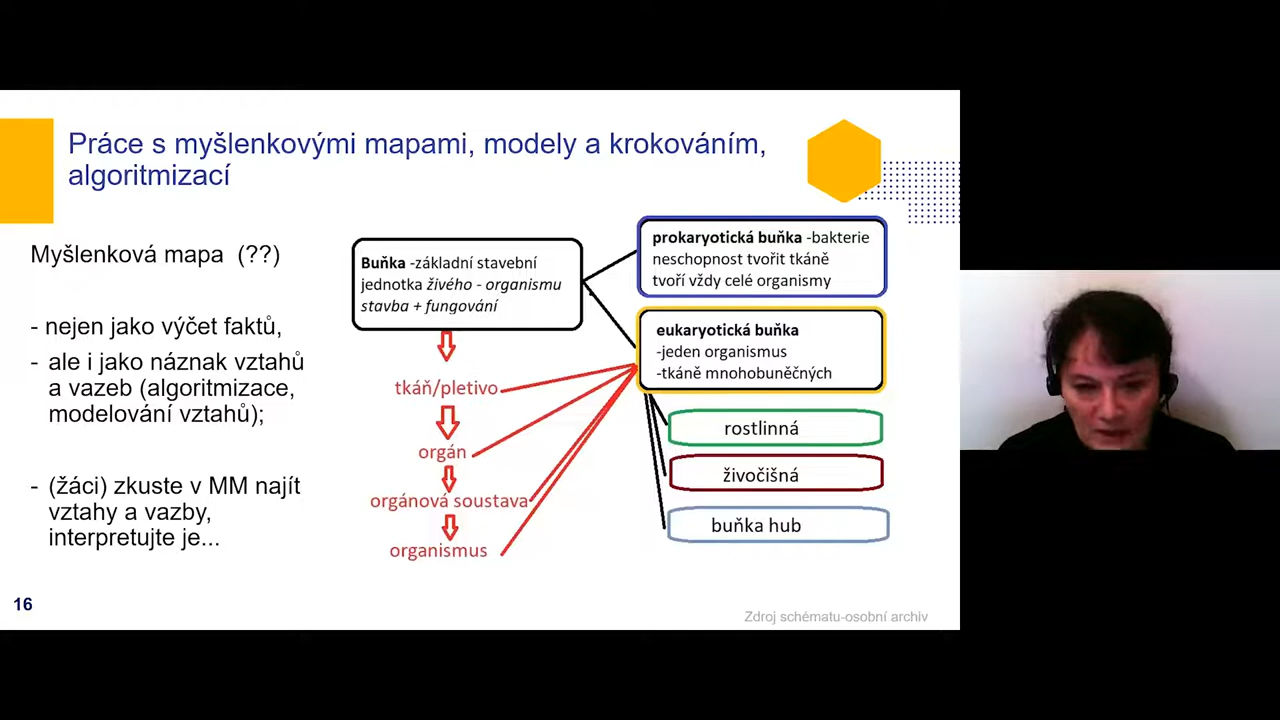 Práce s myšlenkovými mapami, modely a krokováním,
algoritmizací
Myšlenková mapa (??)
- nejen jako výčet faktů,
- ale i jako náznak vztahů
a vazeb (algoritmizace,
modelování vztahů);
- (žáci) zkuste v MM najít
vztahy a vazby,
interpretujte je...
Buňka -základní stavební
jednotka živého - organismu
stavba + fungování
tkáň/pletivo
orgán
orgánová soustava
organismus
prokaryotická buňka -bakterie
neschopnost tvořit tkáně
tvoří vždy celé organismy
eukaryotická buňka
-jeden organismus
-tkáně mnohobuněčných
rostlinná
živočišná
buňka hub
16
Zdroj schématu-osobní archiv